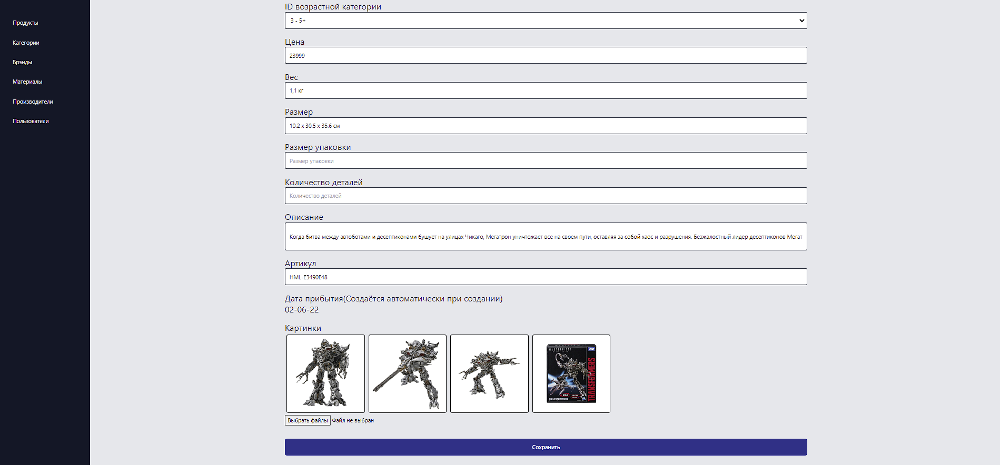 Продукты
Категории
Брэнды
Материалы
Производители
Пользователи
ID возрастной категории
3 - 5+
Цена
23999
Вес
1,1 кг
Размер
10.2 x 30.5 x 35.6 см
Размер упаковки
Размер упаковки
Количество деталей
Количество деталей
Описание
Когда битва между автоботами и десептиконами бушует на улицах Чикаго, Мегатрон уничтожает все на своем пути, оставляя за собой хаос и разрушения. Безжалостный лидер десептиконов Мегат
Артикул
HML-E3490E48
Дата прибытия(Создаётся автоматически при создании)
02-06-22
Картинки
MASTERPIECE
TRANSFORMERS
TRANSFORMERS
Выбрать файлы Файл не выбран
Сохранить